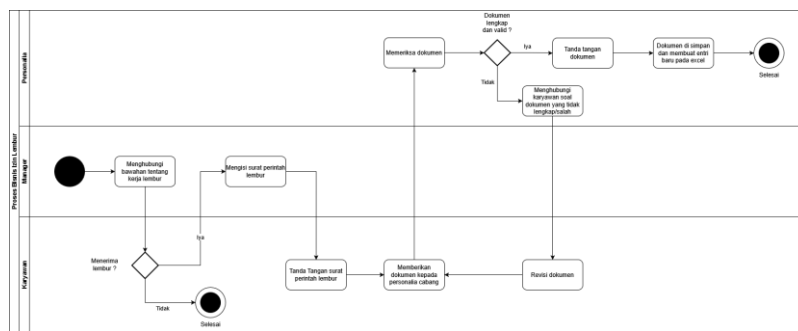 Proses Bisnis Izin Lembur
Personalia
Dokumen
lengkap
dan valid ?
Memeriksa dokumen
Iya
Tanda tangan
dokumen
Dokumen di simpan
dan membuat entri
baru pada excel
Selesai
Tidak
Menghubungi
karyawan soal
dokumen yang tidak
lengkap/salah
Manager
Menghubungi
bawahan tentang
kerja lembur
Mengisi surat perintah
lembur
Iya
Karyawan
Menerima
lembur ?
Tidak
Selesai
Tanda Tangan surat
perintah lembur
Memberikan
dokumen kepada
personalia cabang
Revisi dokumen